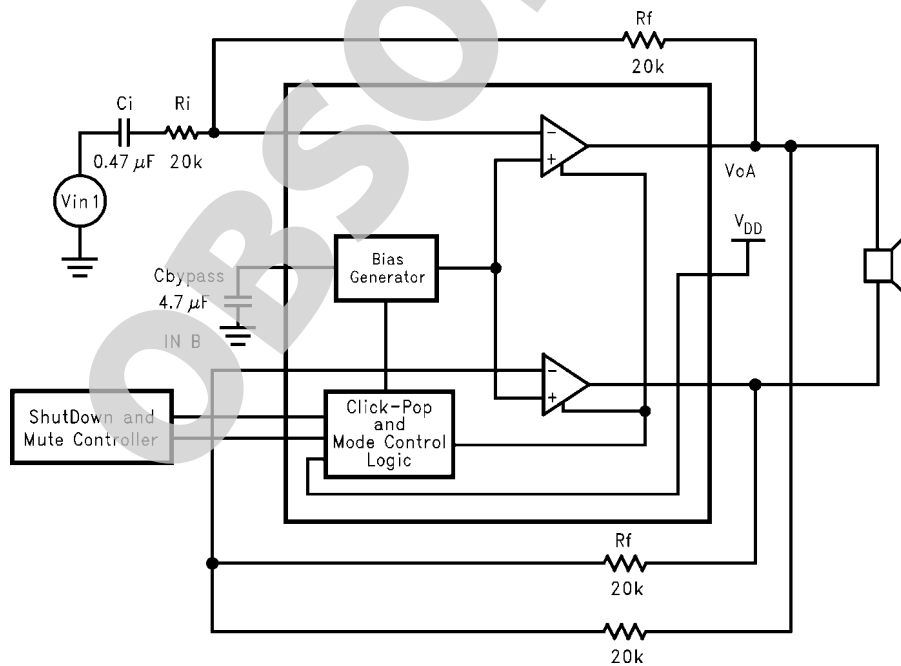 Rf
20k
Ci
Ri
0.47 μF
20k
Vin1
-
+
VoA
VDD
Bias
Generator
Cbypass
4.7 μF
IN B
-
+
ShutDown and
Mute Controller
Click-Pop
and
Mode Control
Logic
Rf
20k
20k
OBSO